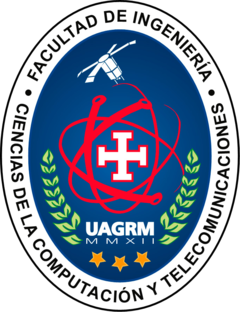 • FACULTAD DE INGENIERÍA •
CIENCIAS DE LA COMPUTACIÓN Y TELECOMUNICACIONES
UAGRM
MMXII